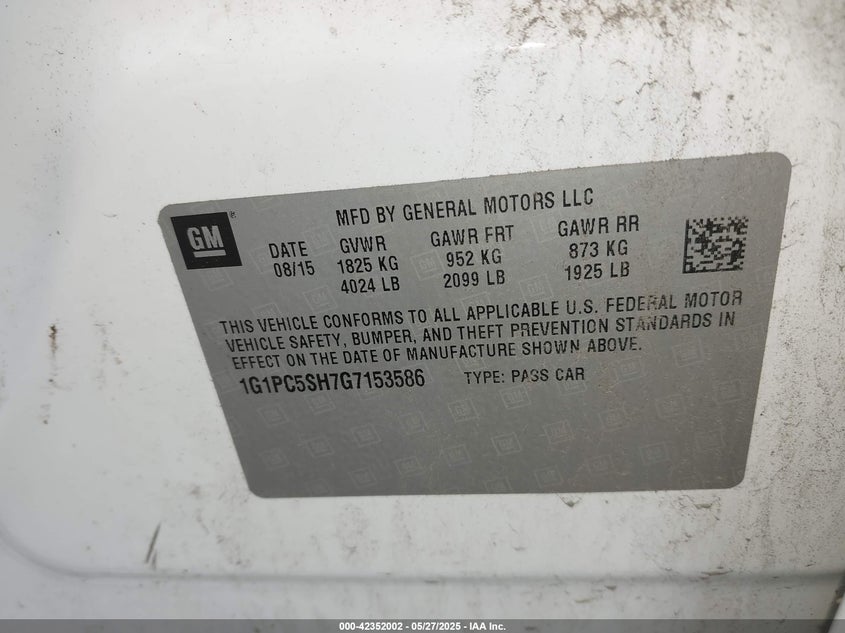 GM
MFD BY GENERAL MOTORS LLC
DATE GVWR GAWR FRT GAWR RR
08/15 1825 KG 952 KG 873 KG
4024 LB 2099 LB 1925 LB
THIS VEHICLE CONFORMS TO ALL APPLICABLE U.S. FEDERAL MOTOR
VEHICLE SAFETY, BUMPER, AND THEFT PREVENTION STANDARDS IN
EFFECT ON THE DATE OF MANUFACTURE SHOWN ABOVE.
1G1PC5SH7G7153586 TYPE: PASS CAR
000-42352002 - 05/27/2025 - IAA Inc.